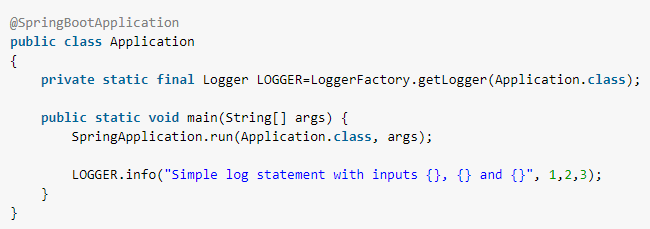 @SpringBootApplication
public class Application
{
    private static final Logger LOGGER=LoggerFactory.getLogger(Application.class);

    public static void main(String[] args) {
        SpringApplication.run(Application.class, args);

        LOGGER.info("Simple log statement with inputs {}, {} and {}", 1,2,3);
    }
}